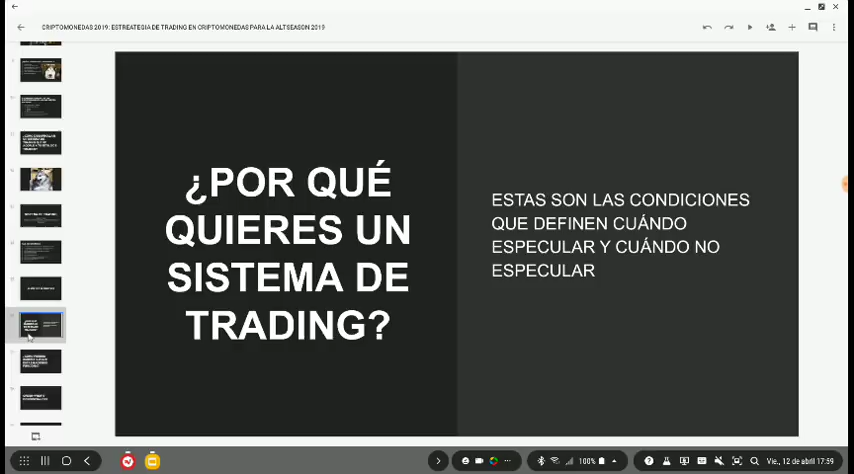 CRIPTOMONEDAS 2019: ESTREATEGIA DE TRADING EN CRIPTOMONEDAS PARA LA ALTSEASON 2019
¿POR QUÉ
QUIERES UN
SISTEMA DE
TRADING?
ESTAS SON LAS CONDICIONES
QUE DEFINEN CUÁNDO
ESPECULAR Y CUÁNDO NO
ESPECULAR
100%
Vie., 12 de abril 17:59